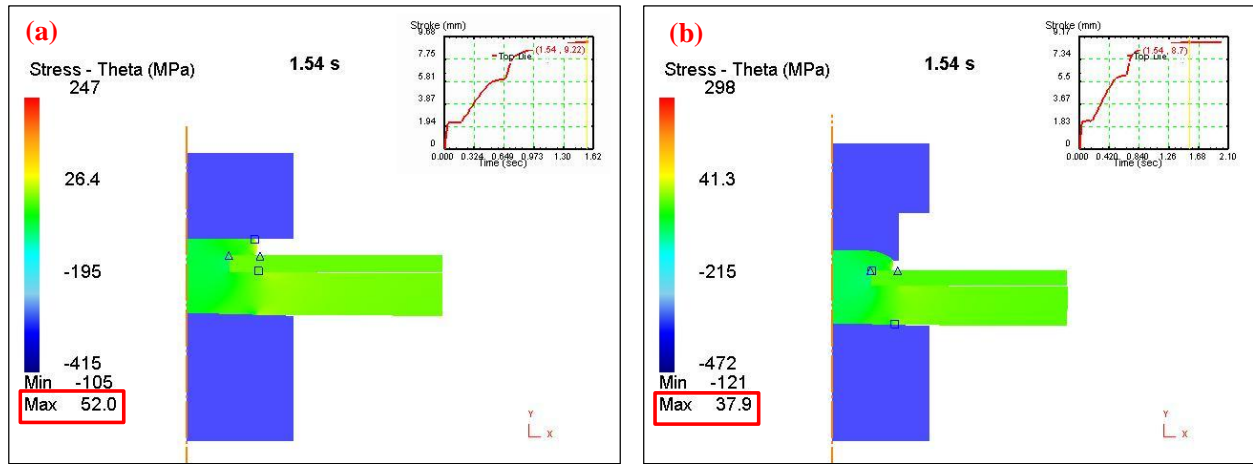 (a)
Stress - Theta (MPa)
247
26.4
-195
-415
Min -105
Max 52.0
1.54 s
Stroke (mm)
9.68
7.75
5.81
3.87
1.94
0
(1.54 , 9.22)
Top Die
0.000 0.324 0.649 0.973 1.30 1.62
Time (sec)
Y
X
(b)
Stress - Theta (MPa)
298
41.3
-215
-472
Min -121
Max 37.9
1.54 s
Stroke (mm)
9.17
7.34
5.5
3.67
1.83
0
(1.54 , 8.7)
Top Die
0.000 0.420 0.840 1.26 1.68 2.10
Time (sec)
Y
X